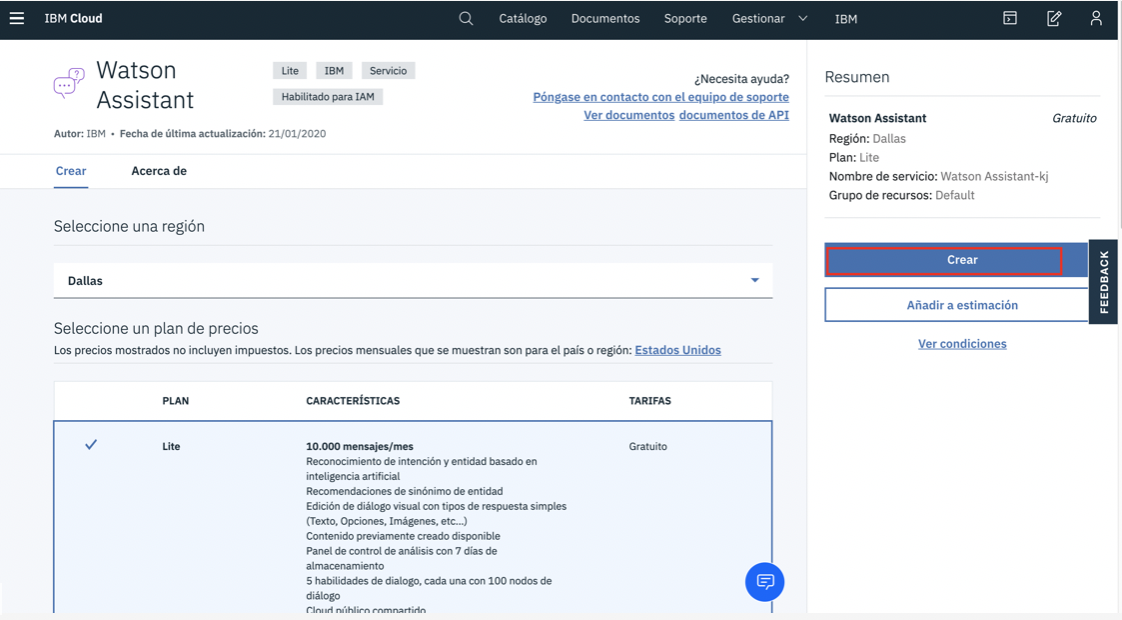 IBM Cloud
Catálogo
Documentos
Soporte
Gestionar
IBM
Watson
Assistant
Lite
IBM
Servicio
Habilitado para IAM
¿Necesita ayuda?
Póngase en contacto con el equipo de soporte
Ver documentos documentos de API
Autor: IBM • Fecha de última actualización: 21/01/2020
Crear
Acerca de
Seleccione una región
Dallas
Seleccione un plan de precios
Los precios mostrados no incluyen impuestos. Los precios mensuales que se muestran son para el país o región: Estados Unidos
PLAN
CARACTERÍSTICAS
TARIFAS
Lite
10.000 mensajes/mes
Gratuito
Reconocimiento de intención y entidad basado en
inteligencia artificial
Recomendaciones de sinónimo de entidad
Edición de diálogo visual con tipos de respuesta simples
(Texto, Opciones, Imágenes, etc...)
Contenido previamente creado disponible
Panel de control de análisis con 7 días de
almacenamiento
5 habilidades de dialogo, cada una con 100 nodos de
diálogo
Cloud público compartido
Resumen
Watson Assistant
Gratuito
Región: Dallas
Plan: Lite
Nombre de servicio: Watson Assistant-kj
Grupo de recursos: Default
Crear
Añadir a estimación
Ver condiciones
FEEDBACK